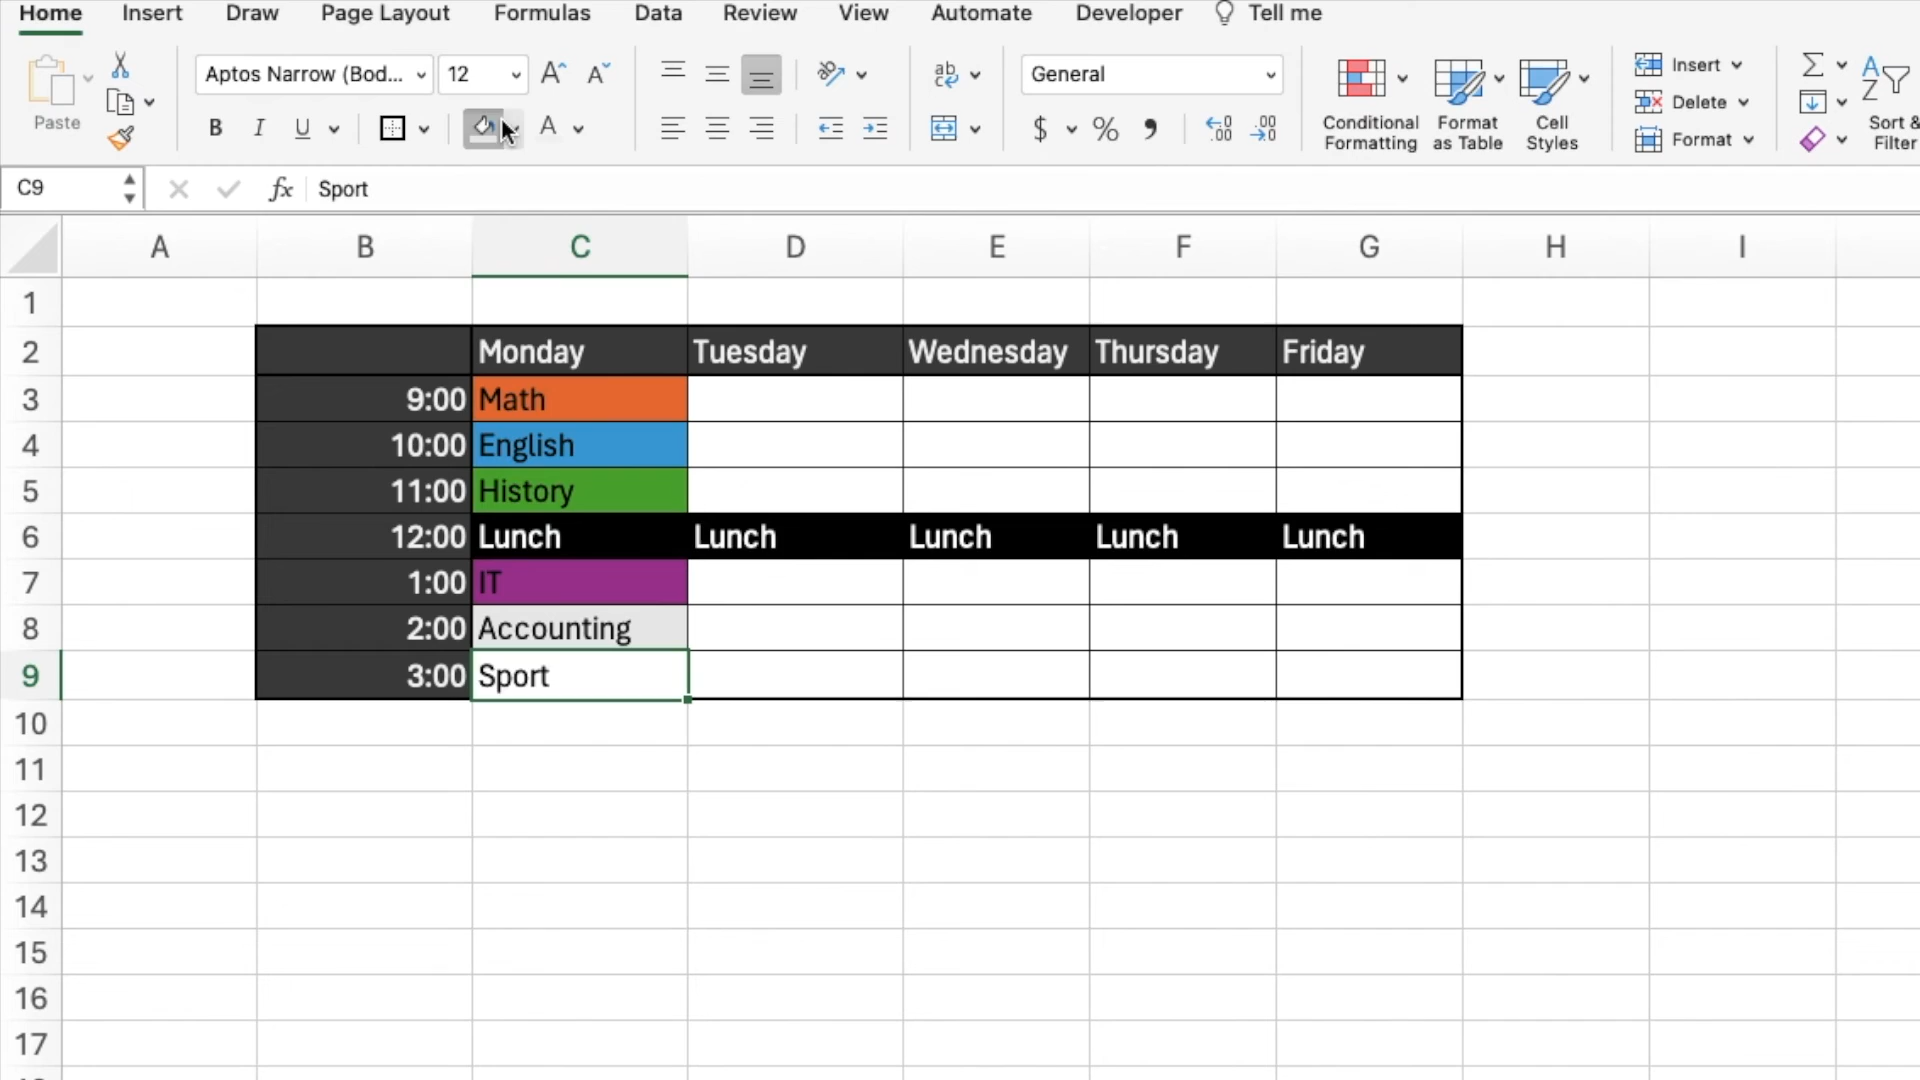 Home Insert Draw Page Layout Formulas Data Review View Automate Developer Tell me
Paste Aptos Narrow (Bod... 12 A A ab General Insert
B I U A $ % , .00 .00 Conditional Formatting Format as Table Cell Styles Delete
Format Sort & Filter
C9 fx Sport
A B C D E F G H I
1
2 Monday Tuesday Wednesday Thursday Friday
3 9:00 Math
4 10:00 English
5 11:00 History
6 12:00 Lunch Lunch Lunch Lunch Lunch
7 1:00 IT
8 2:00 Accounting
9 3:00 Sport
10
11
12
13
14
15
16
17